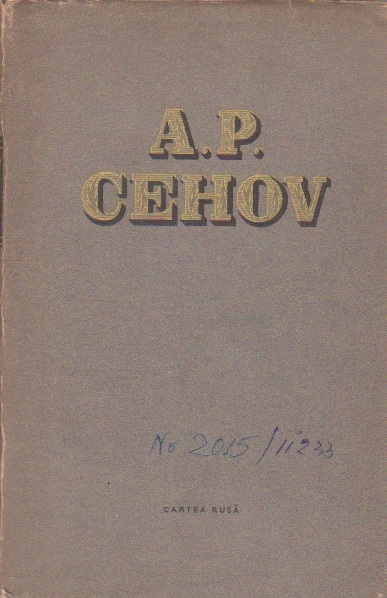 A.P.
CEHOV
No 2015/11233
CARTEA RUSĂ